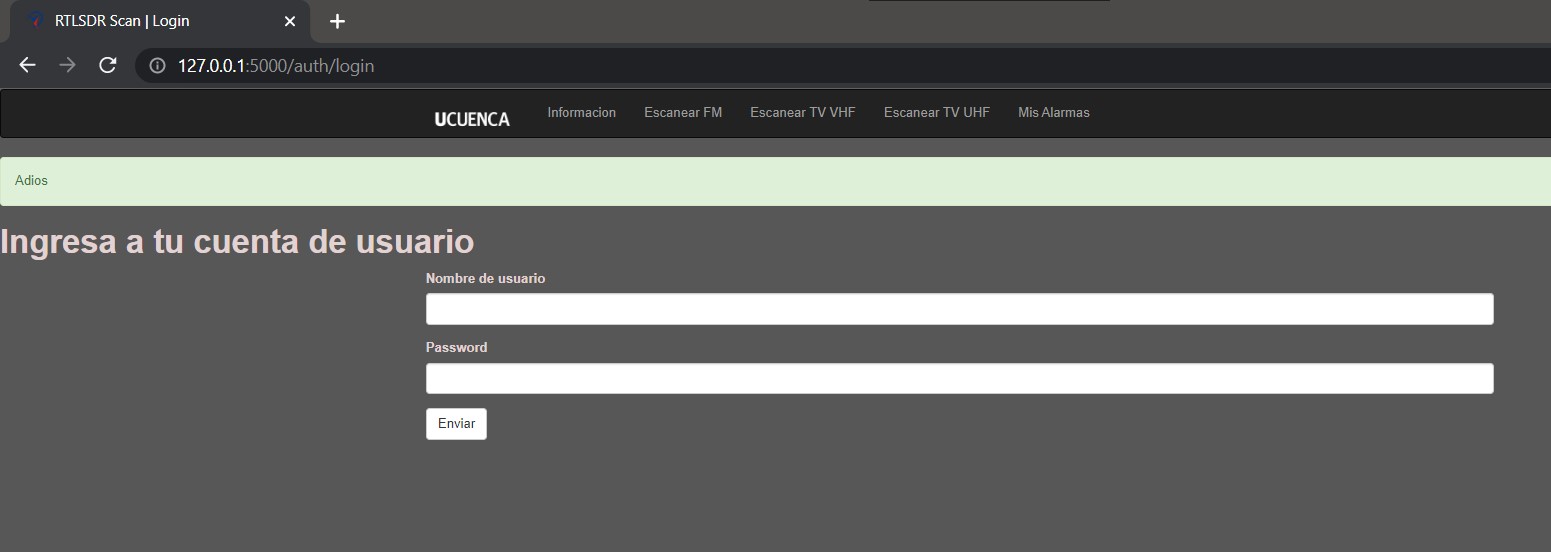 RTLSDR Scan | Login
127.0.0.1:5000/auth/login
UCUENCA Informacion Escanear FM Escanear TV VHF Escanear TV UHF Mis Alarmas
Adios
Ingresa a tu cuenta de usuario
Nombre de usuario
Password
Enviar